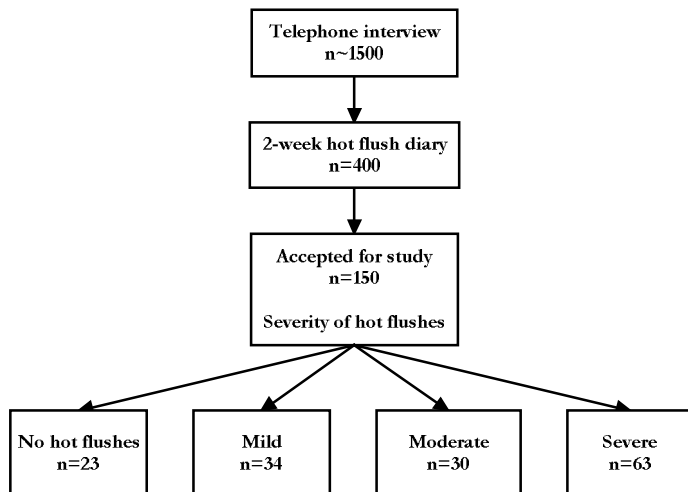 Telephone interview
n~1500
2-week hot flush diary
n=400
Accepted for study
n=150
Severity of hot flushes
No hot flushes
n=23
Mild
n=34
Moderate
n=30
Severe
n=63